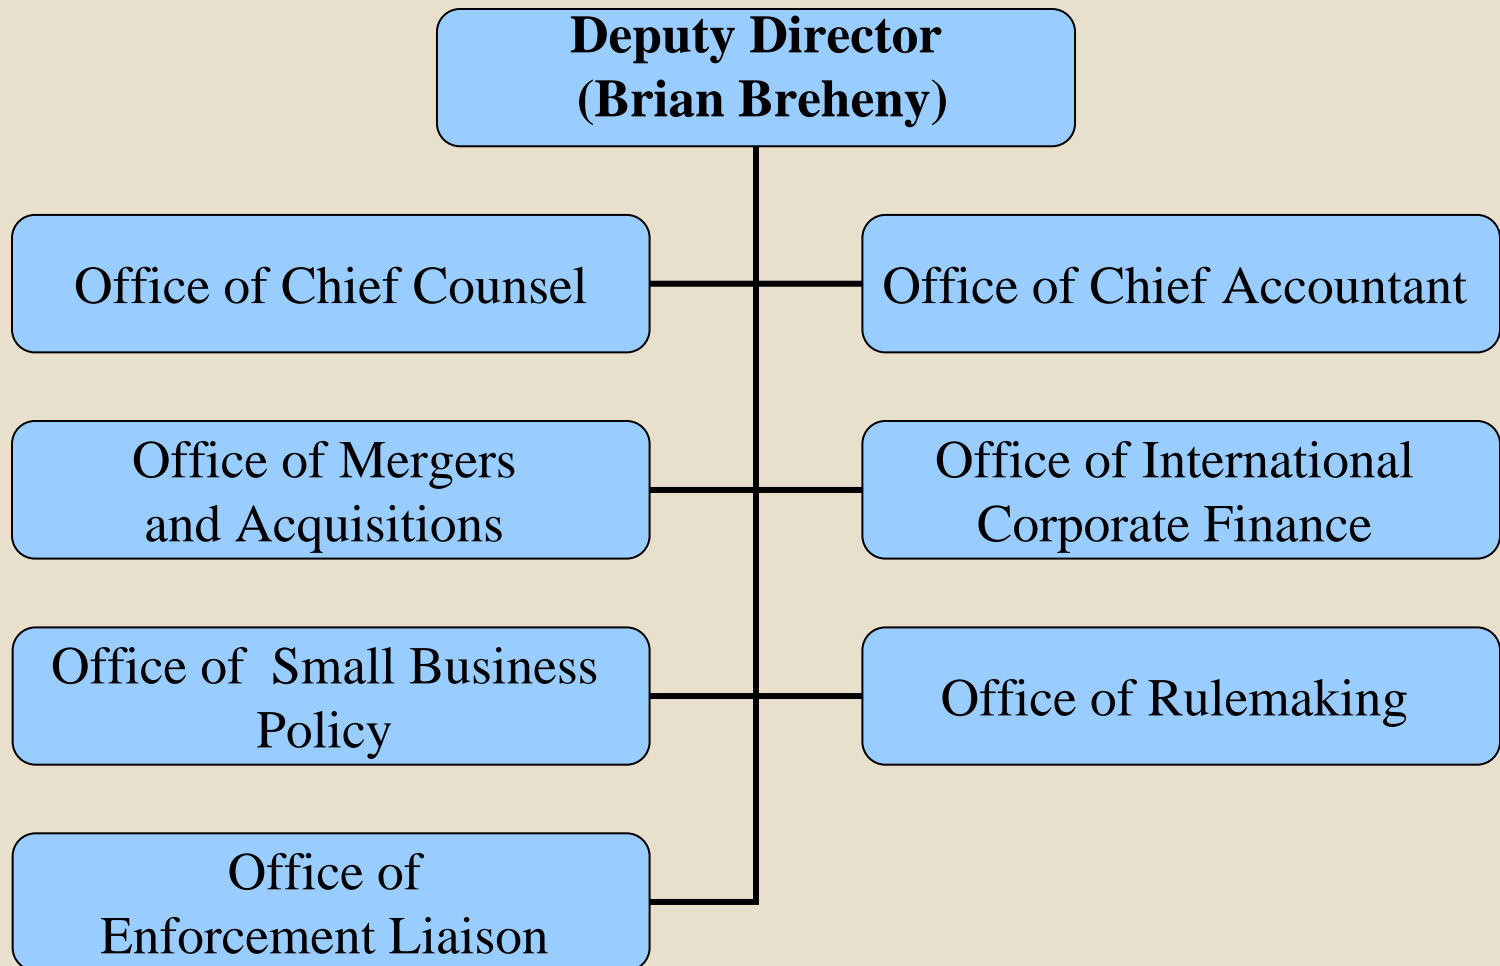 Deputy Director
(Brian Breheny)
Office of Chief Counsel
Office of Chief Accountant
Office of Mergers
and Acquisitions
Office of International
Corporate Finance
Office of  Small Business
Policy
Office of Rulemaking
Office of
Enforcement Liaison